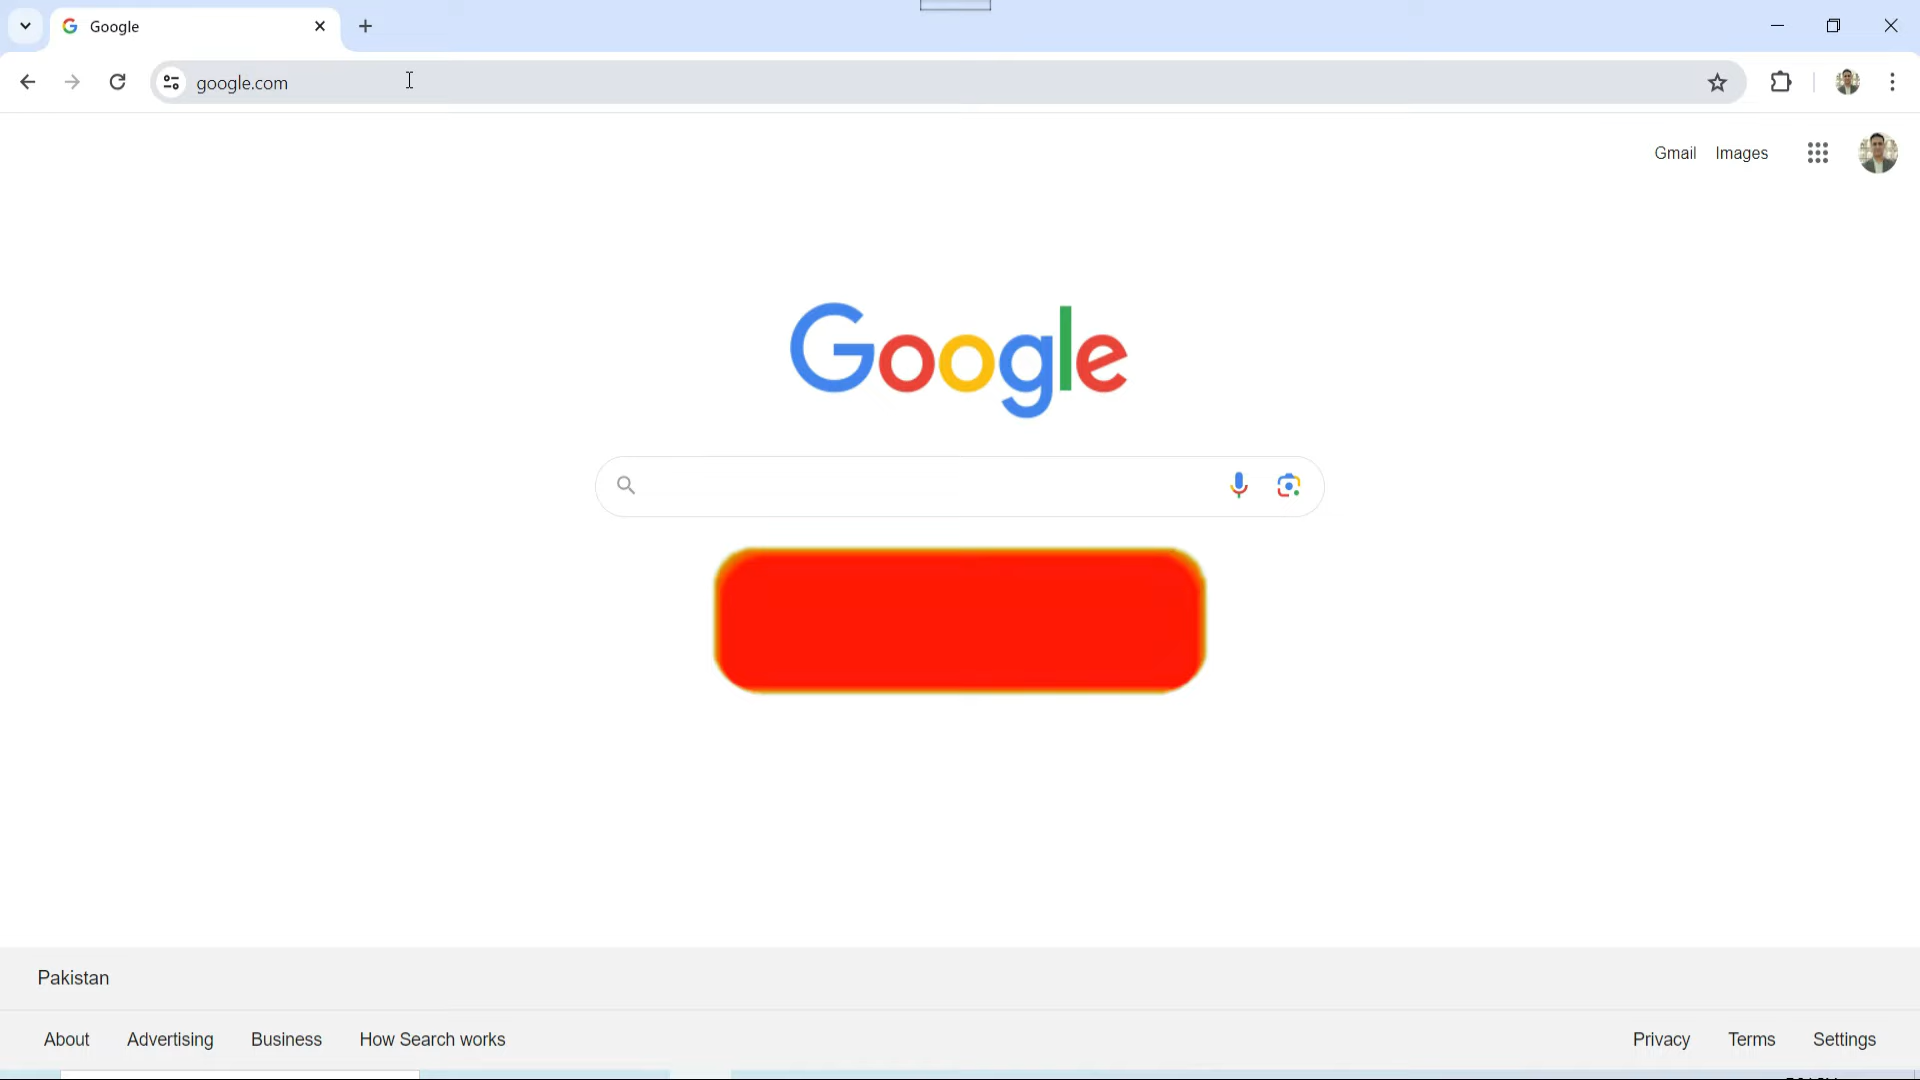 Google
google.com
Gmail Images
Google
Pakistan
About Advertising Business How Search works Privacy Terms Settings